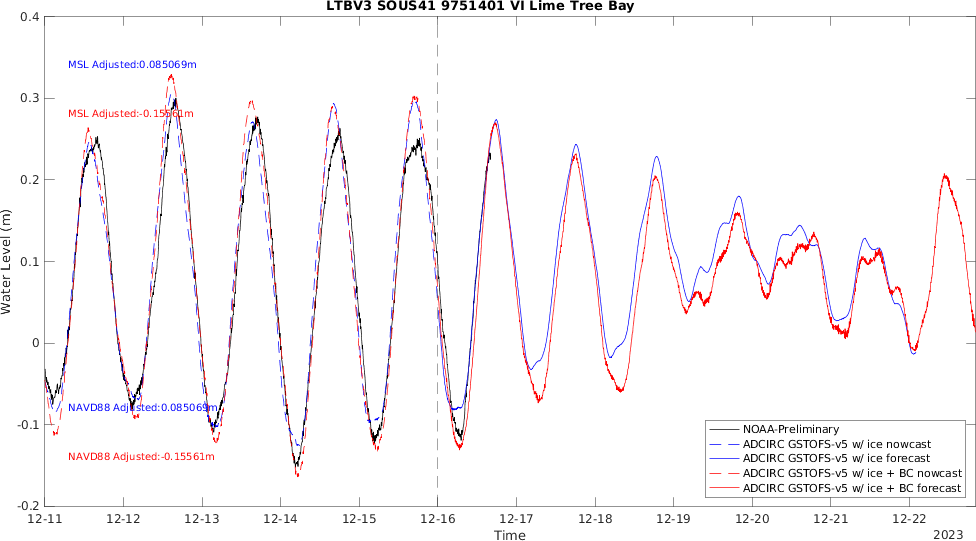 LTBV3 SOUS41 9751401 VI Lime Tree Bay
0.4
0.3
0.2
0.1
0
-0.1
-0.2
Water Level (m)
MSL Adjusted:0.085069m
MSL Adjusted:-0.15561m
NAVD88 Adjusted:0.085069m
NAVD88 Adjusted:-0.15561m
NOAA-Preliminary
ADCIRC GSTOFS-v5 w/ ice nowcast
ADCIRC GSTOFS-v5 w/ ice forecast
ADCIRC GSTOFS-v5 w/ ice + BC nowcast
ADCIRC GSTOFS-v5 w/ ice + BC forecast
12-11 12-12 12-13 12-14 12-15 12-16 12-17 12-18 12-19 12-20 12-21 12-22
Time
2023